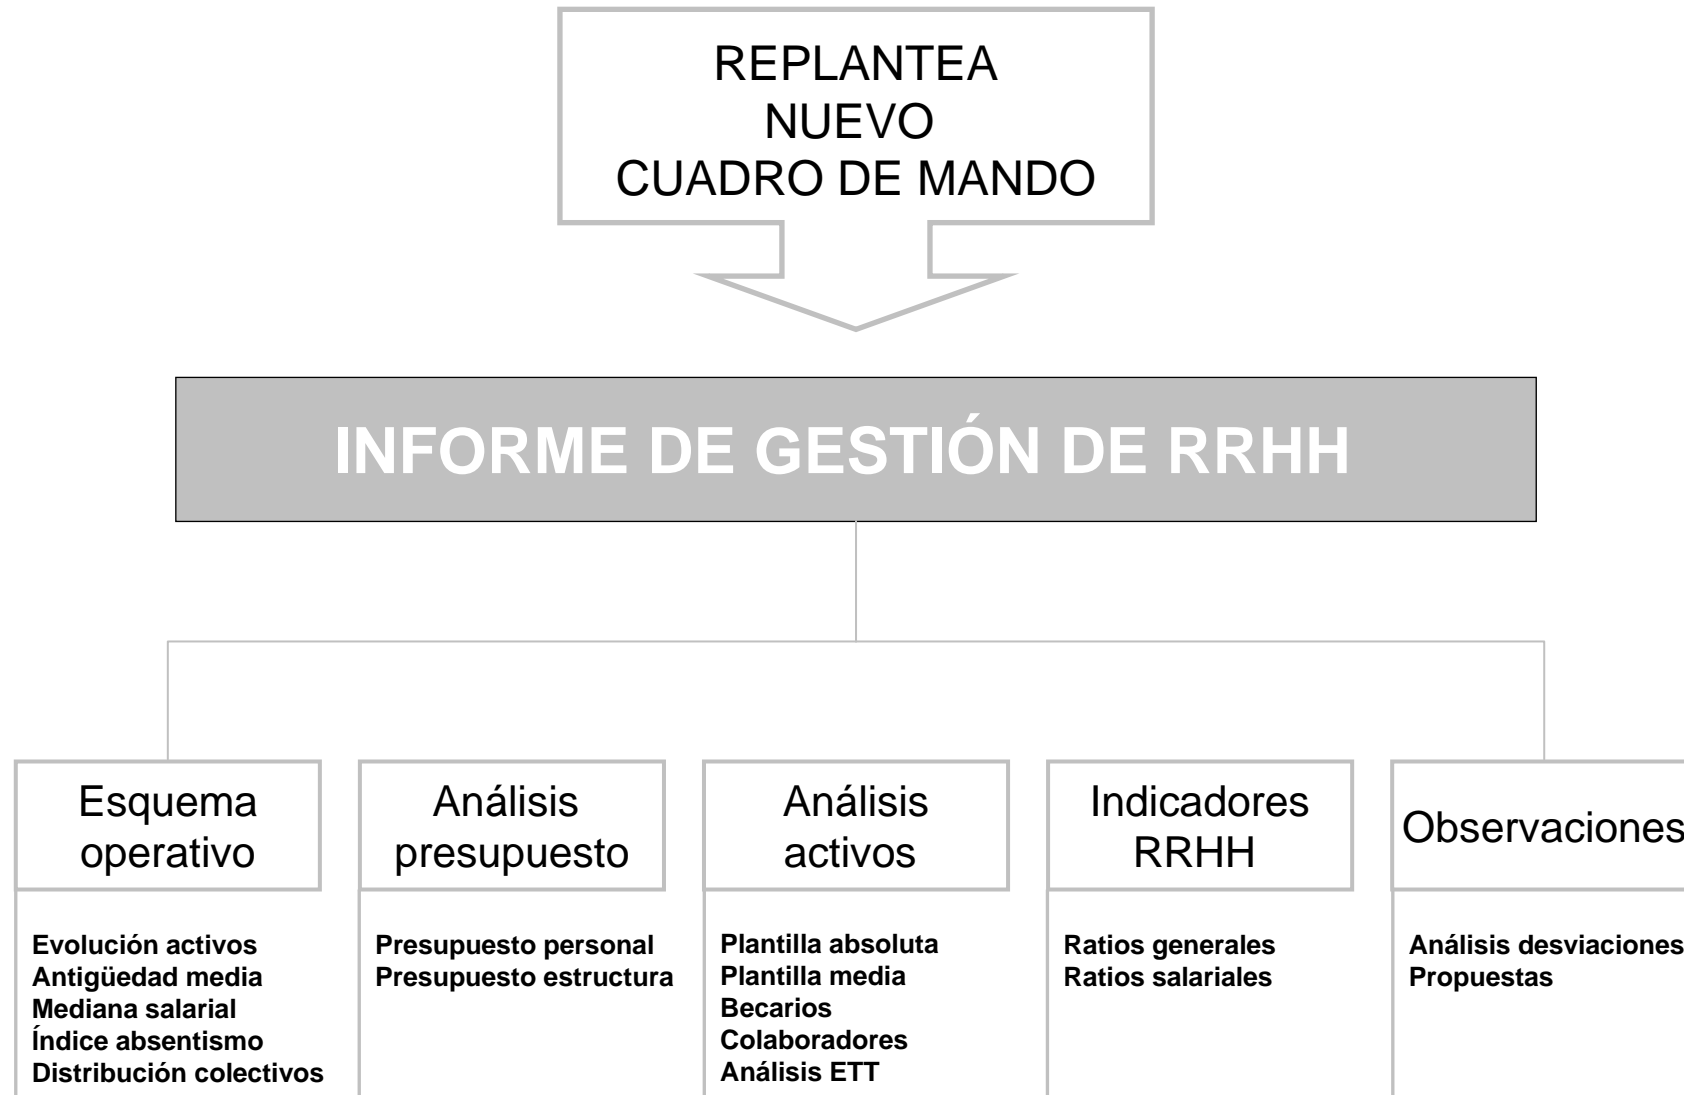 REPLANTEA
NUEVO
CUADRO DE MANDO
INFORME DE GESTIÓN DE RRHH
Esquema
operativo
Evolución activos
Antigüedad media
Mediana salarial
Índice absentismo
Distribución colectivos
Análisis
presupuesto
Presupuesto personal
Presupuesto estructura
Análisis
activos
Plantilla absoluta
Plantilla media
Becarios
Colaboradores
Análisis ETT
Indicadores
RRHH
Ratios generales
Ratios salariales
Observaciones
Análisis desviaciones
Propuestas